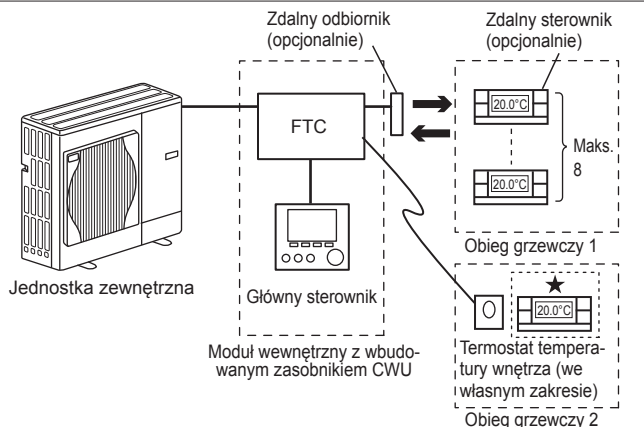 Zdalny odbiornik
(opcjonalnie)
Zdalny sterownik
(opcjonalnie)
FTC
20.0°C
20.0°C
Maks.
8
Obieg grzewczy 1
Jednostka zewnętrzna
Główny sterownik
Moduł wewnętrzny z wbudo-
wanym zasobnikiem CWU
★
20.0°C
Termostat tempera-
tury wnętrza (we
własnym zakresie)
Obieg grzewczy 2